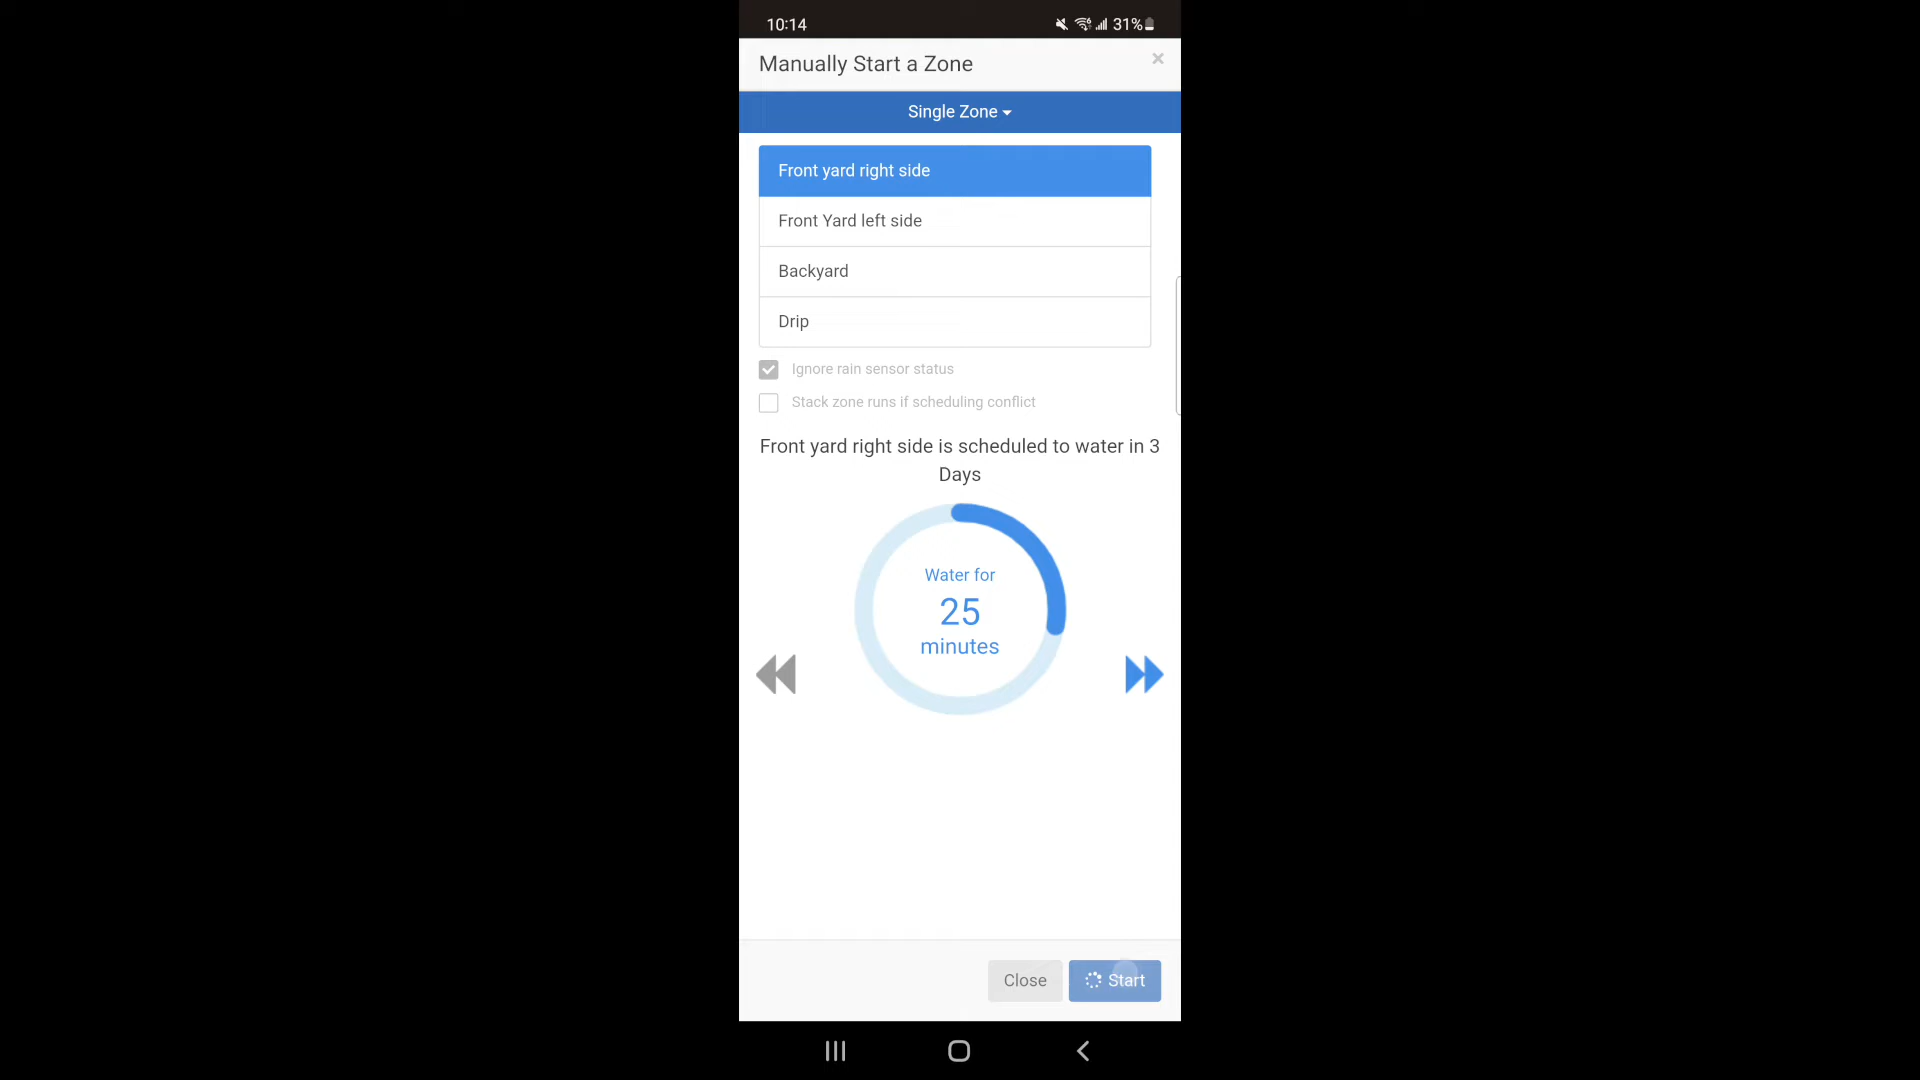 10:14
31%
Manually Start a Zone
×
Single Zone
Front yard right side
Front Yard left side
Backyard
Drip
Ignore rain sensor status
Stack zone runs if scheduling conflict
Front yard right side is scheduled to water in 3
Days
Water for
25
minutes
Close
Start